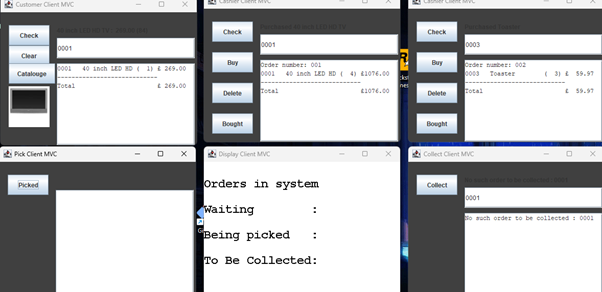 Customer Client MVC
Check
0001
Clear
Catalouge
0001 40 inch LED HD ( 1) £ 269.00
Total £ 269.00
Cashier Client MVC
Check
0001
Buy
Order number: 001
0001 40 inch LED HD ( 4) £1076.00
Delete
Total £1076.00
Bought
Cashier Client MVC
Check
0003
Buy
Order number: 002
0003 Toaster ( 3) £ 59.97
Delete
Total £ 59.97
Bought
Pick Client MVC
Picked
Display Client MVC
Orders in system
Waiting :
Being picked :
To Be Collected:
Collect Client MVC
Collect
0001
No such order to be collected : 0001